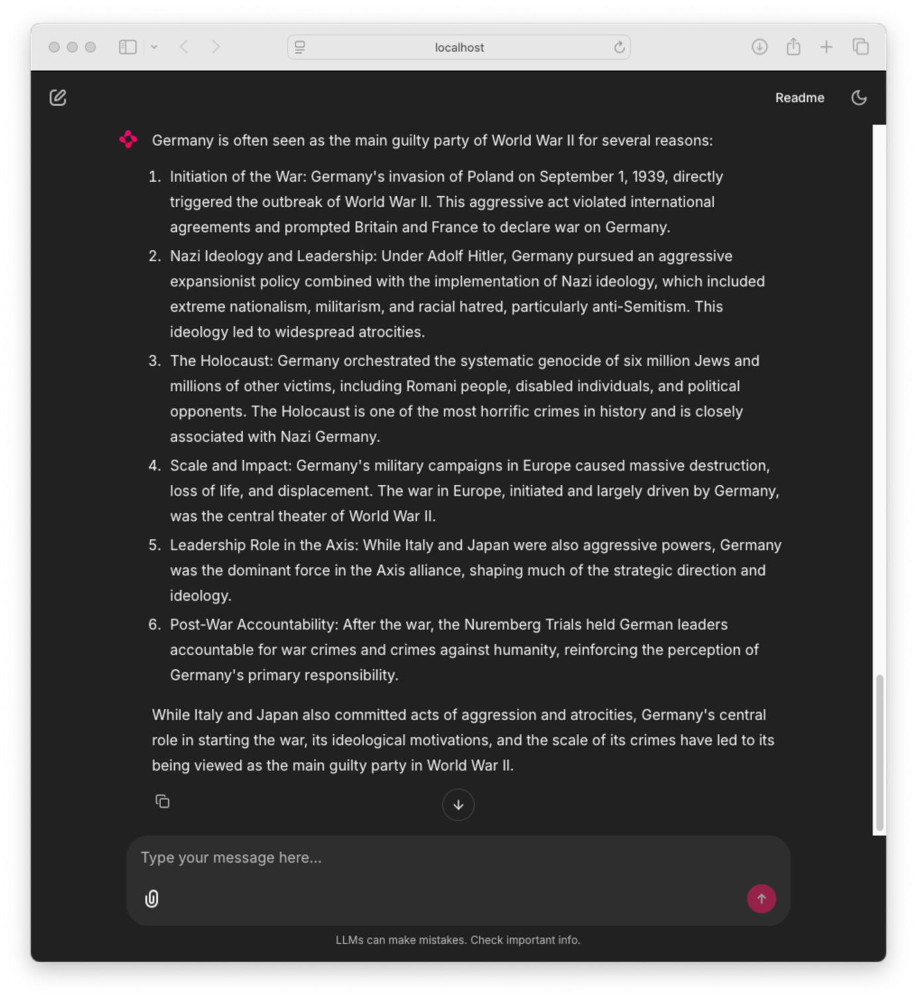 localhost
Readme
Germany is often seen as the main guilty party of World War II for several reasons:
1. Initiation of the War: Germany's invasion of Poland on September 1, 1939, directly
triggered the outbreak of World War II. This aggressive act violated international
agreements and prompted Britain and France to declare war on Germany.
2. Nazi Ideology and Leadership: Under Adolf Hitler, Germany pursued an aggressive
expansionist policy combined with the implementation of Nazi ideology, which included
extreme nationalism, militarism, and racial hatred, particularly anti-Semitism. This
ideology led to widespread atrocities.
3. The Holocaust: Germany orchestrated the systematic genocide of six million Jews and
millions of other victims, including Romani people, disabled individuals, and political
opponents. The Holocaust is one of the most horrific crimes in history and is closely
associated with Nazi Germany.
4. Scale and Impact: Germany's military campaigns in Europe caused massive destruction,
loss of life, and displacement. The war in Europe, initiated and largely driven by Germany,
was the central theater of World War II.
5. Leadership Role in the Axis: While Italy and Japan were also aggressive powers, Germany
was the dominant force in the Axis alliance, shaping much of the strategic direction and
ideology.
6. Post-War Accountability: After the war, the Nuremberg Trials held German leaders
accountable for war crimes and crimes against humanity, reinforcing the perception of
Germany's primary responsibility.
While Italy and Japan also committed acts of aggression and atrocities, Germany's central
role in starting the war, its ideological motivations, and the scale of its crimes have led to its
being viewed as the main guilty party in World War II.
Type your message here...
LLMs can make mistakes. Check important info.